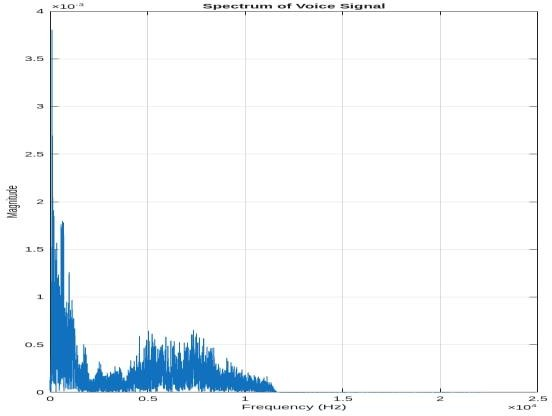 ×10⁻³
Spectrum of Voice Signal
4
3.5
3
2.5
2
1.5
1
0.5
0
Magnitude
0 0.5 1 1.5 2 2.5
Frequency (Hz)
×10⁴